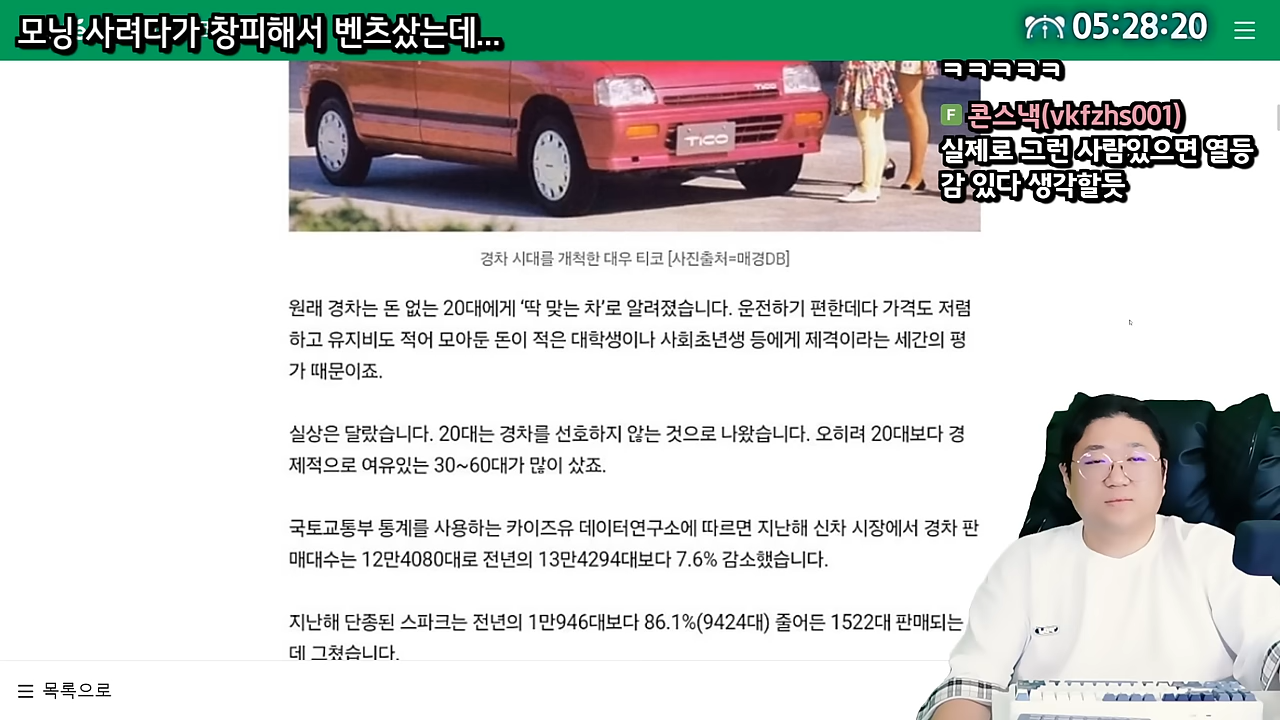 모닝 사려다가 창피해서 벤츠샀는데...
05:28:20
ㅋㅋㅋㅋㅋ
F 콘스낵(vkfzhs001)
실제로 그런 사람있으면 열등
감 있다 생각할듯
TICO
TICO
경차 시대를 개척한 대우 티코 [사진출처=매경DB]
원래 경차는 돈 없는 20대에게 ‘딱 맞는 차’로 알려졌습니다. 운전하기 편한데다 가격도 저렴
하고 유지비도 적어 모아둔 돈이 적은 대학생이나 사회초년생 등에게 제격이라는 세간의 평
가 때문이죠.
실상은 달랐습니다. 20대는 경차를 선호하지 않는 것으로 나왔습니다. 오히려 20대보다 경
제적으로 여유있는 30~60대가 많이 샀죠.
국토교통부 통계를 사용하는 카이즈유 데이터연구소에 따르면 지난해 신차 시장에서 경차 판
매대수는 12만4080대로 전년의 13만4294대보다 7.6% 감소했습니다.
지난해 단종된 스파크는 전년의 1만946대보다 86.1%(9424대) 줄어든 1522대 판매되는
데 그쳤습니다.
목록으로